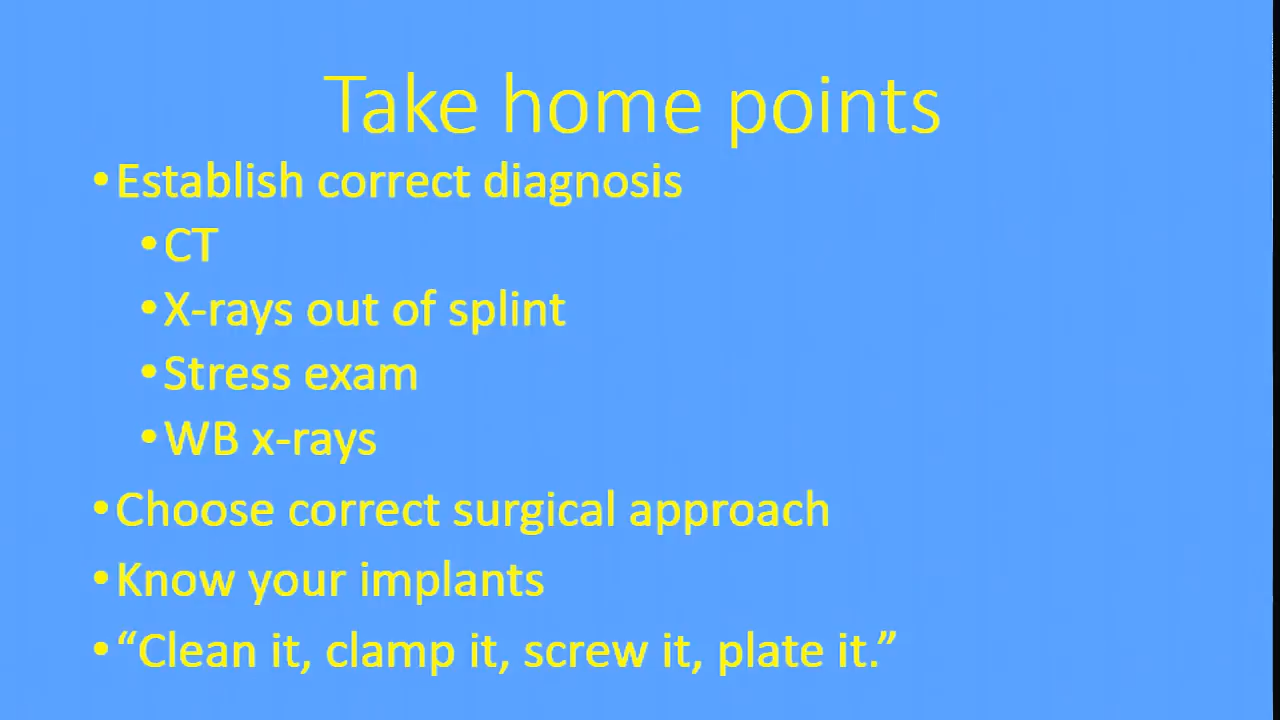 Take home points
•Establish correct diagnosis
•CT
•X-rays out of splint
•Stress exam
•WB x-rays
•Choose correct surgical approach
•Know your implants
•“Clean it, clamp it, screw it, plate it.”